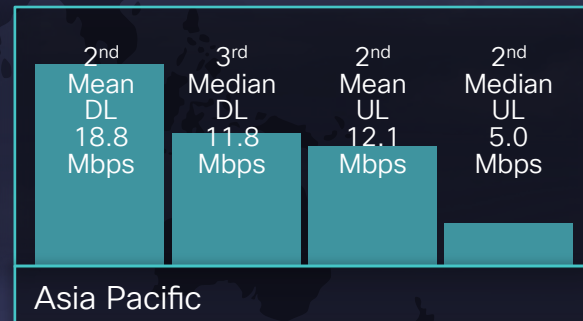 2nd Mean DL 18.8 Mbps
3rd Median DL 11.8 Mbps
2nd Mean UL 12.1 Mbps
2nd Median UL 5.0 Mbps
Asia Pacific